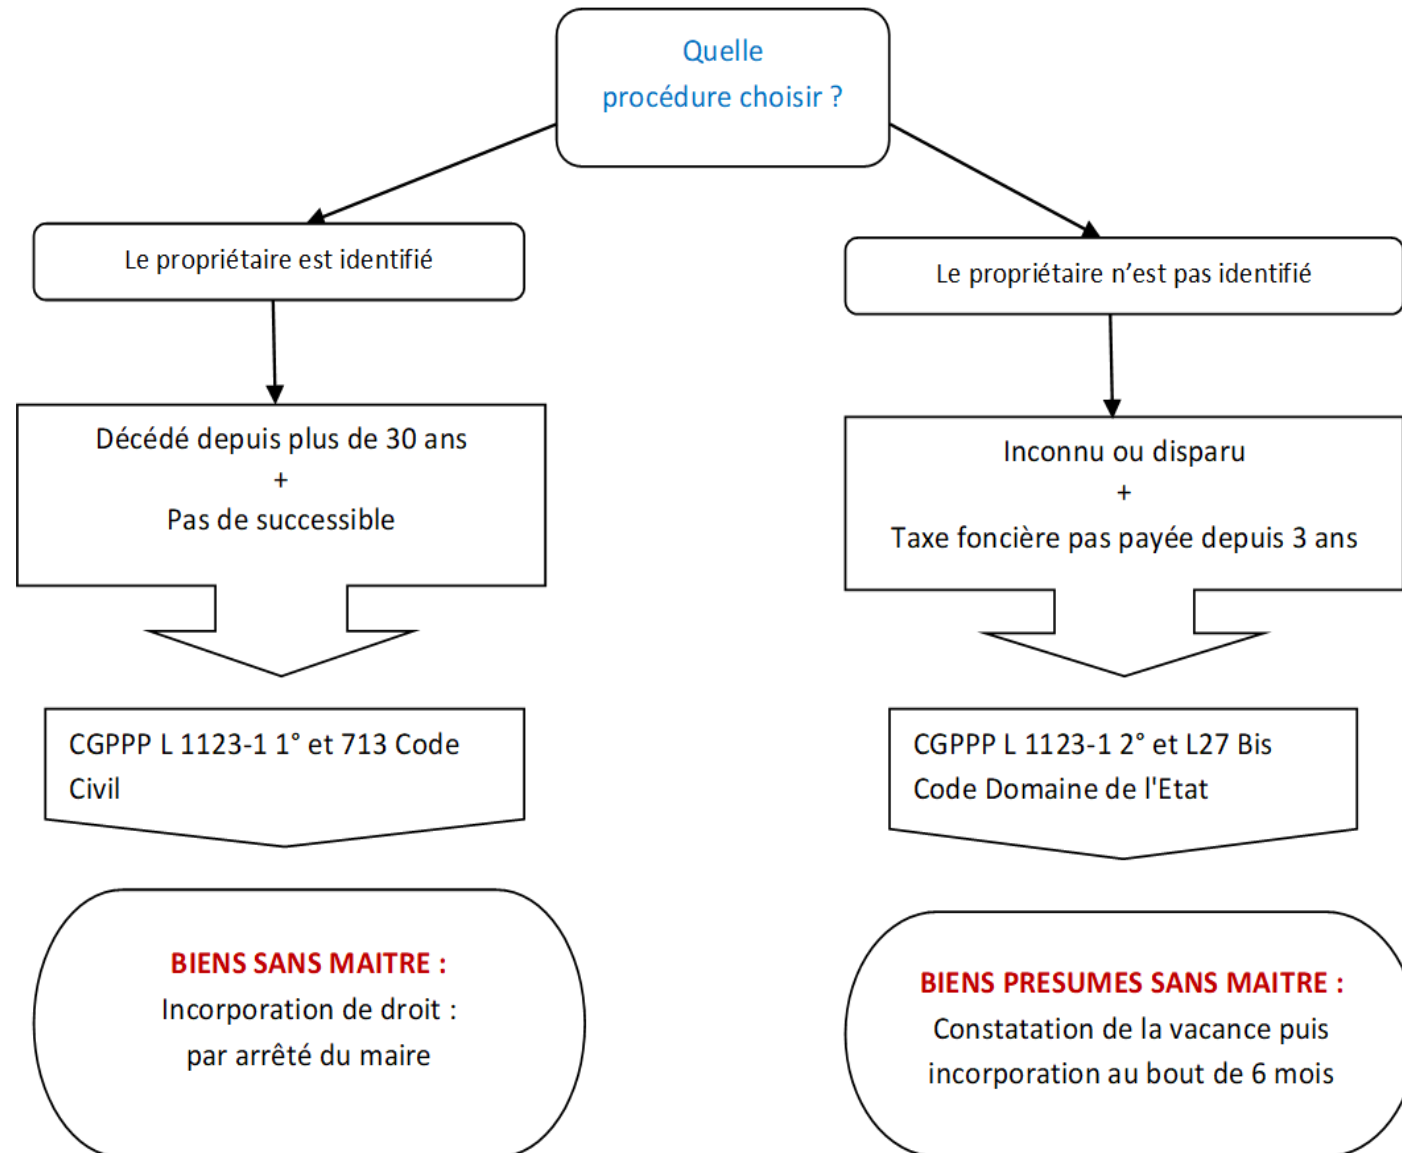 Quelle
procédure choisir ?
Le propriétaire est identifié
Le propriétaire n’est pas identifié
Décédé depuis plus de 30 ans
+
Pas de successible
Inconnu ou disparu
+
Taxe foncière pas payée depuis 3 ans
CGPPP L 1123-1 1° et 713 Code
Civil
CGPPP L 1123-1 2° et L27 Bis
Code Domaine de l'Etat
BIENS SANS MAITRE :
Incorporation de droit :
par arrêté du maire
BIENS PRESUMES SANS MAITRE :
Constatation de la vacance puis
incorporation au bout de 6 mois